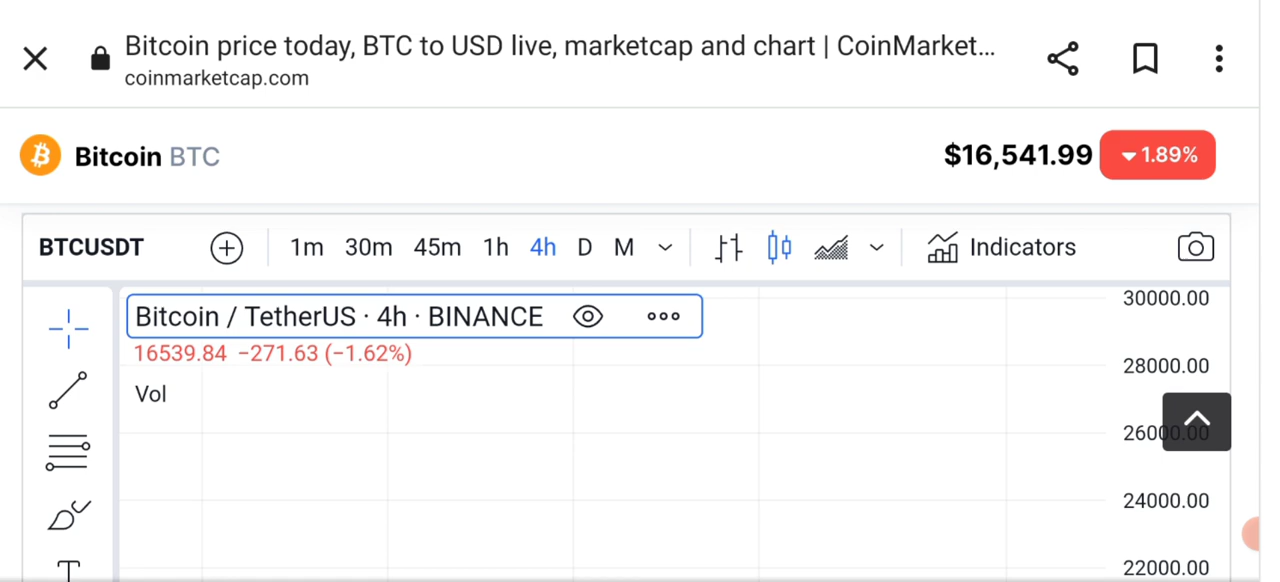 Bitcoin price today, BTC to USD live, marketcap and chart | CoinMarket...
coinmarketcap.com
Bitcoin BTC
$16,541.99 1.89%
BTCUSDT 1m 30m 45m 1h 4h D M Indicators
30000.00
Bitcoin / TetherUS · 4h · BINANCE
16539.84 −271.63 (−1.62%)
28000.00
Vol
26000.00
24000.00
22000.00